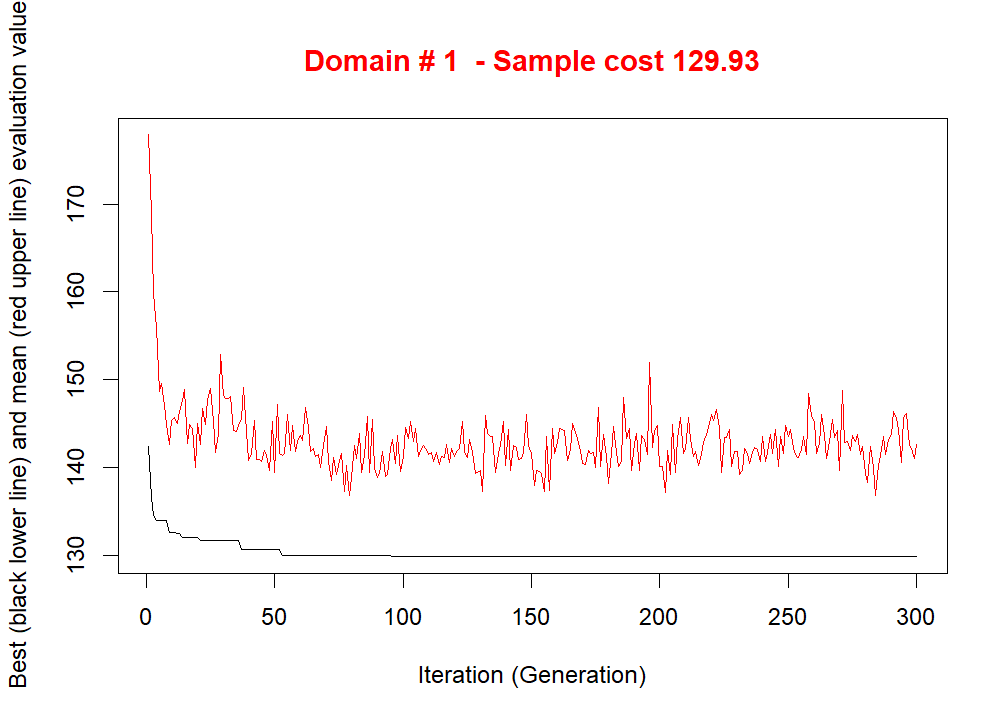 Domain # 1  - Sample cost 129.93
Best (black lower line) and mean (red upper line) evaluation value
170
160
150
140
130
0 50 100 150 200 250 300
Iteration (Generation)